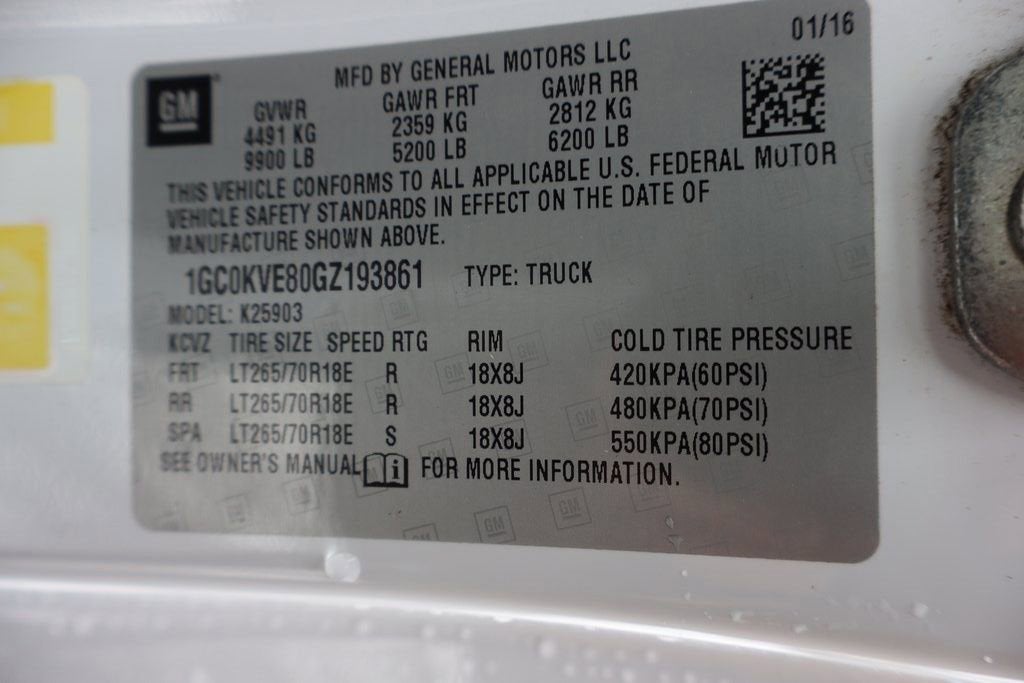 01/16
MFD BY GENERAL MOTORS LLC
GM
GVWR GAWR FRT GAWR RR
4491 KG 2359 KG 2812 KG
9900 LB 5200 LB 6200 LB
THIS VEHICLE CONFORMS TO ALL APPLICABLE U.S. FEDERAL MOTOR
VEHICLE SAFETY STANDARDS IN EFFECT ON THE DATE OF
MANUFACTURE SHOWN ABOVE.
1GC0KVE80GZ193861 TYPE: TRUCK
MODEL: K25903
KCVZ TIRE SIZE SPEED RTG RIM COLD TIRE PRESSURE
FRT LT265/70R18E R 18X8J 420KPA(60PSI)
RR LT265/70R18E R 18X8J 480KPA(70PSI)
SPA LT265/70R18E S 18X8J 550KPA(80PSI)
SEE OWNER'S MANUAL i FOR MORE INFORMATION.